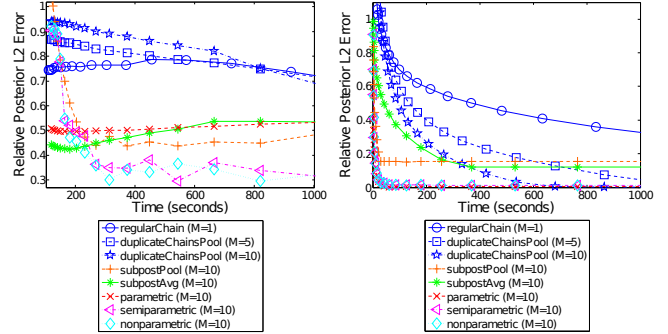 Relative Posterior L2 Error
1
0.9
0.8
0.7
0.6
0.5
0.4
0.3
200 400 600 800 1000
Time (seconds)
regularChain (M=1)
duplicateChainsPool (M=5)
duplicateChainsPool (M=10)
subpostPool (M=10)
subpostAvg (M=10)
parametric (M=10)
semiparametric (M=10)
nonparametric (M=10)
Relative Posterior L2 Error
1
0.8
0.6
0.4
0.2
0
0 200 400 600 800 1000
Time (seconds)
regularChain (M=1)
duplicateChainsPool (M=5)
duplicateChainsPool (M=10)
subpostPool (M=10)
subpostAvg (M=10)
parametric (M=10)
semiparametric (M=10)
nonparametric (M=10)